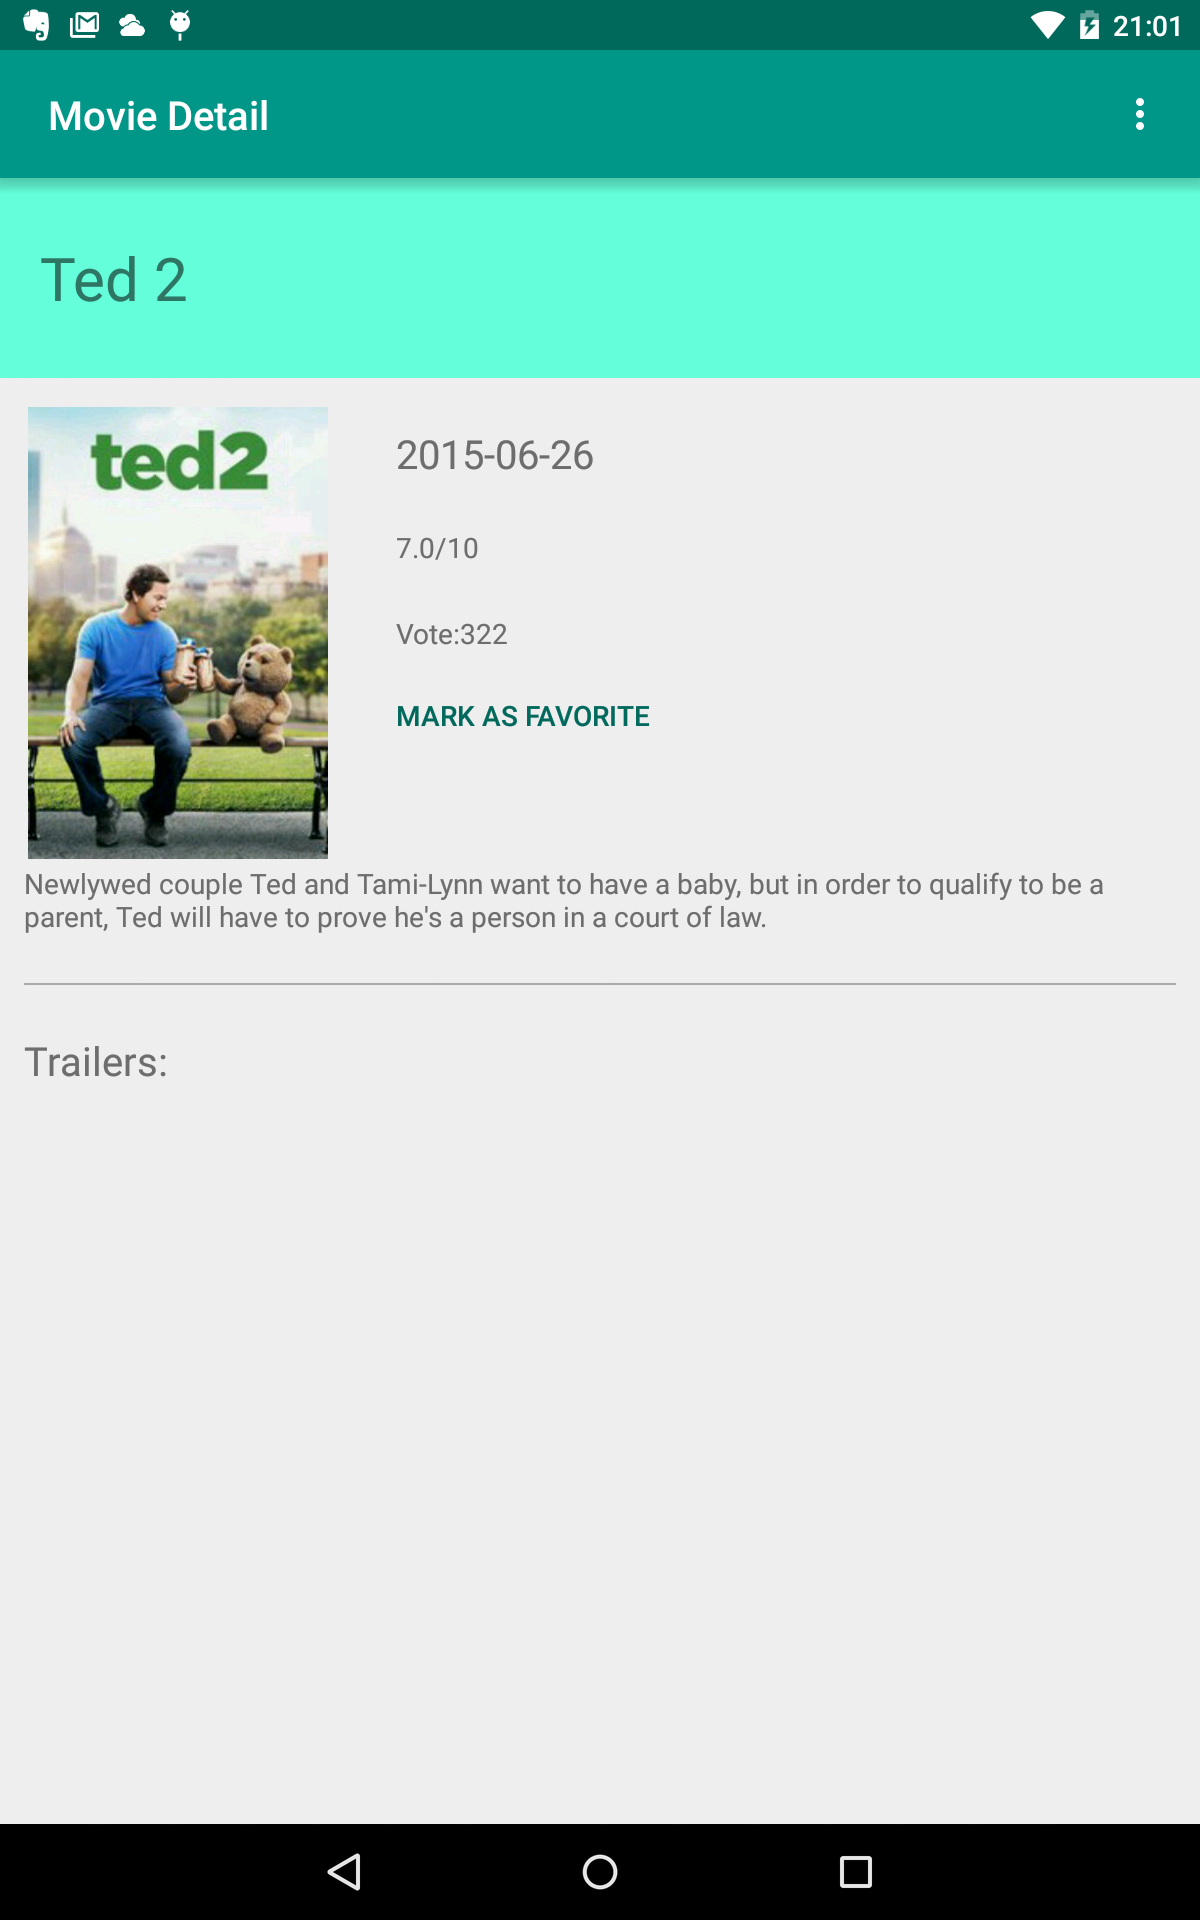 21:01
Movie Detail
Ted 2
ted2
2015-06-26
7.0/10
Vote:322
MARK AS FAVORITE
Newlywed couple Ted and Tami-Lynn want to have a baby, but in order to qualify to be a
parent, Ted will have to prove he's a person in a court of law.
Trailers: